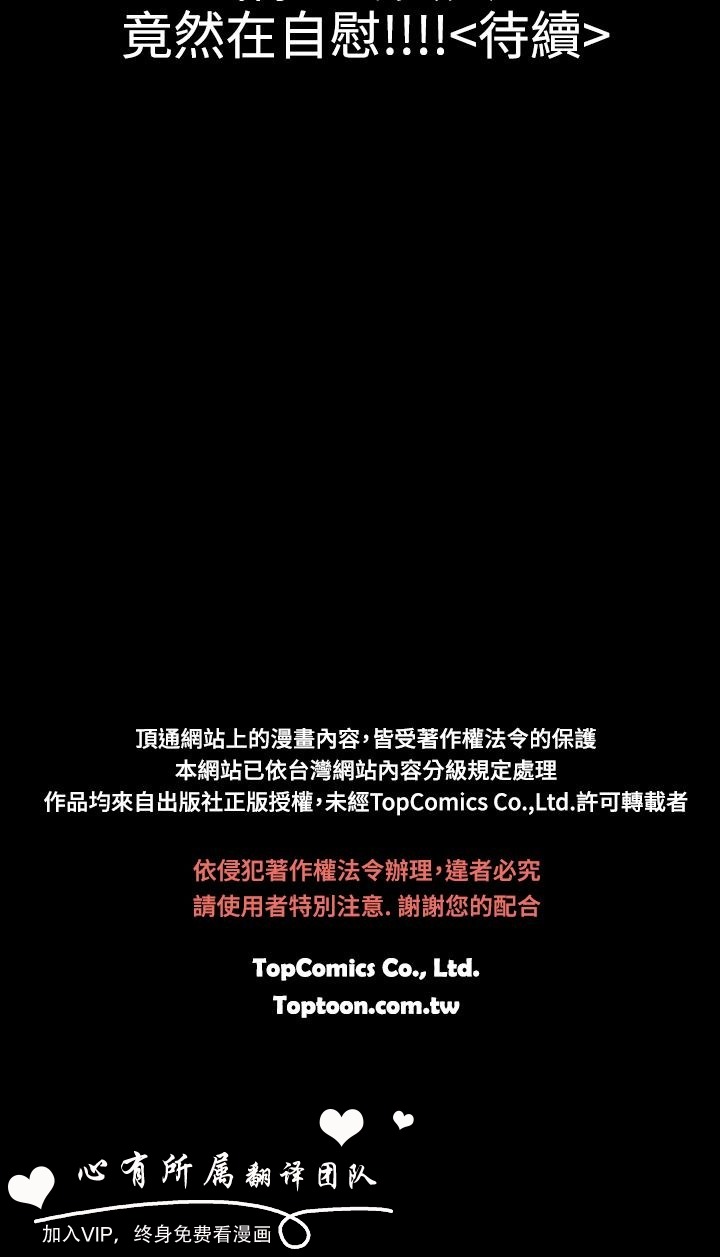 竟然在自慰!!!!<待續>
頂通網站上的漫畫內容，皆受著作權法令的保護
本網站已依台灣網站內容分級規定處理
作品均來自出版社正版授權，未經TopComics Co.,Ltd.許可轉載者
依侵犯著作權法令辦理，違者必究
請使用者特別注意. 謝謝您的配合
TopComics Co., Ltd.
Toptoon.com.tw
心有所属翻译团队
加入VIP，终身免费看漫画